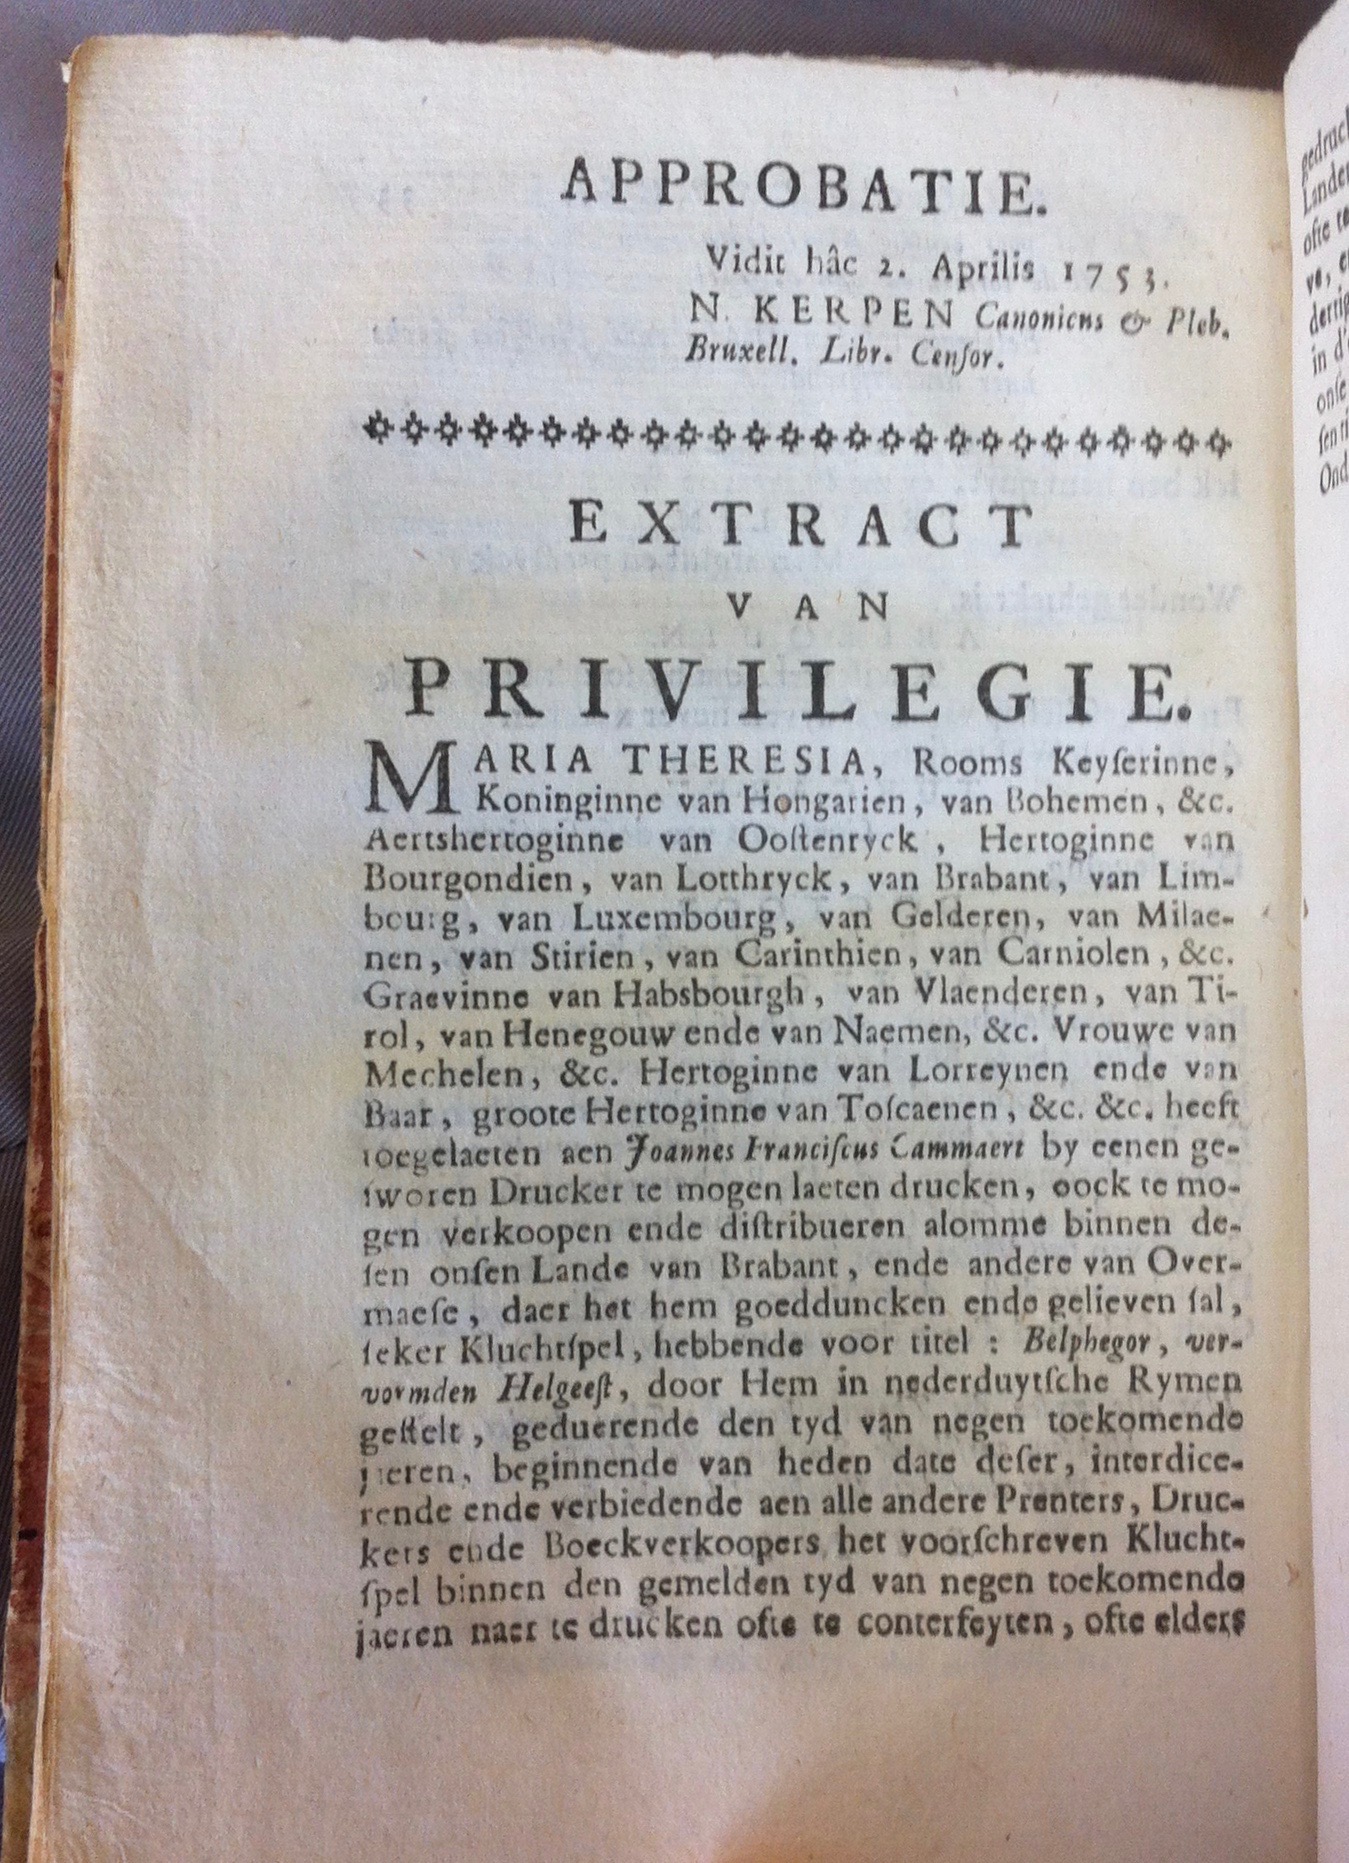 APPROBATIE.
Vidit hâc 2. Aprilis 1753.
N. KERPEN Canonicus & Pleb.
Bruxell. Libr. Cenſor.
EXTRACT
VAN
PRIVILEGIE.
MARIA THERESIA, Rooms Keyſerinne,
Koninginne van Hongarien, van Bohemen, &c.
Aertshertoginne van Ooſtenryck, Hertoginne van
Bourgondien, van Lotthryck, van Brabant, van Lim-
bourg, van Luxembourg, van Gelderen, van Milae-
nen, van Stirien, van Carinthien, van Carniolen, &c.
Graevinne van Habsbourgh, van Vlaenderen, van Ti-
rol, van Henegouw ende van Naemen, &c. Vrouwe van
Mechelen, &c. Hertoginne van Lorreynen ende van
Baar, groote Hertoginne van Toſcaenen, &c. &c. heeft
toegelaeten aen Joannes Franciſcus Cammaert by eenen ge-
ſworen Drucker te mogen laeten drucken, oock te mo-
gen verkoopen ende diſtribueren alomme binnen de-
ſen onſen Lande van Brabant, ende andere van Over-
maeſe, daer het hem goedduncken ende gelieven ſal,
ſeker Kluchtſpel, hebbende voor titel : Belphegor, ver-
vormden Helgeeſt, door Hem in nederduytſche Rymen
geſtelt, geduerende den tyd van negen toekomende
jaeren, beginnende van heden date deſer, interdice-
rende ende verbiedende aen alle andere Prenters, Druc-
kers ende Boeckverkoopers het voorſchreven Klucht-
ſpel binnen den gemelden tyd van negen toekomende
jaeren naer te drucken ofte te conterfeyten, ofte elders
gedruc
Lande
ofte te
in d'
onſe
Ond